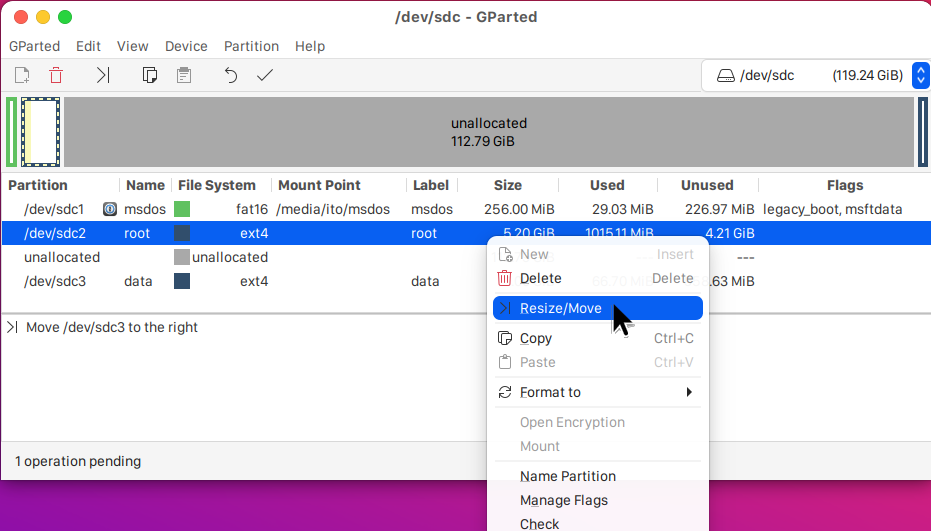 /dev/sdc - GParted
GParted Edit View Device Partition Help
/dev/sdc (119.24 GiB)
unallocated
112.79 GiB
Partition Name File System Mount Point Label Size Used Unused Flags
/dev/sdc1 msdos fat16 /media/ito/msdos msdos 256.00 MiB 29.03 MiB 226.97 MiB legacy_boot, msftdata
/dev/sdc2 root ext4 root 5.20 GiB 1015.11 MiB 4.21 GiB
unallocated unallocated ---
/dev/sdc3 data ext4 data .63 MiB
New Insert
Delete Delete
Resize/Move
Copy Ctrl+C
Paste Ctrl+V
Format to
Open Encryption
Mount
Name Partition
Manage Flags
Check
Move /dev/sdc3 to the right
1 operation pending